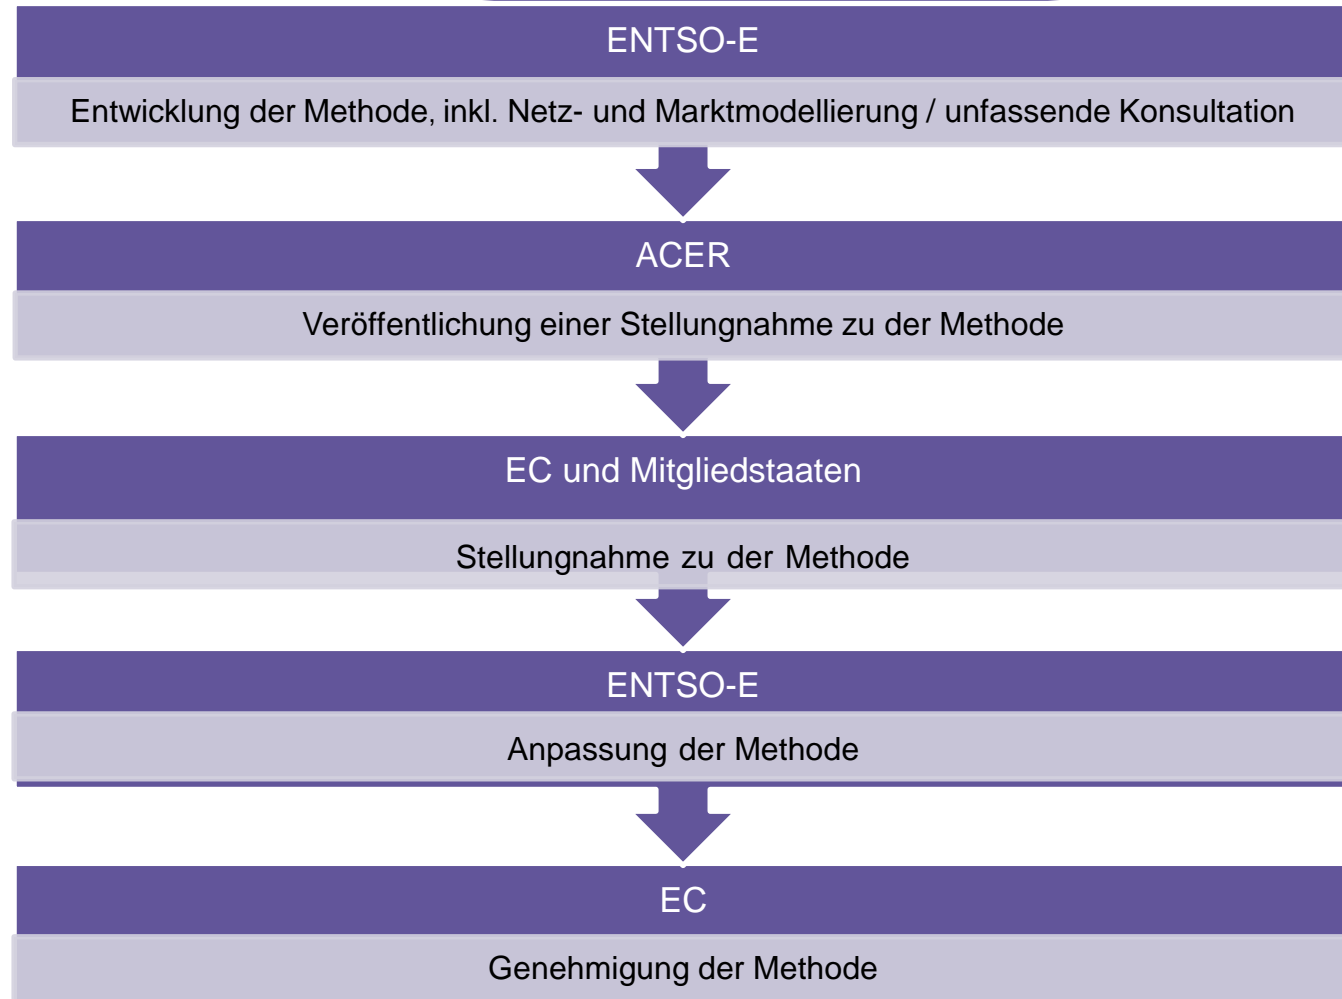 ENTSO-E
Entwicklung der Methode, inkl. Netz- und Marktmodellierung / unfassende Konsultation
ACER
Veröffentlichung einer Stellungnahme zu der Methode
EC und Mitgliedstaaten
Stellungnahme zu der Methode
ENTSO-E
Anpassung der Methode
EC
Genehmigung der Methode